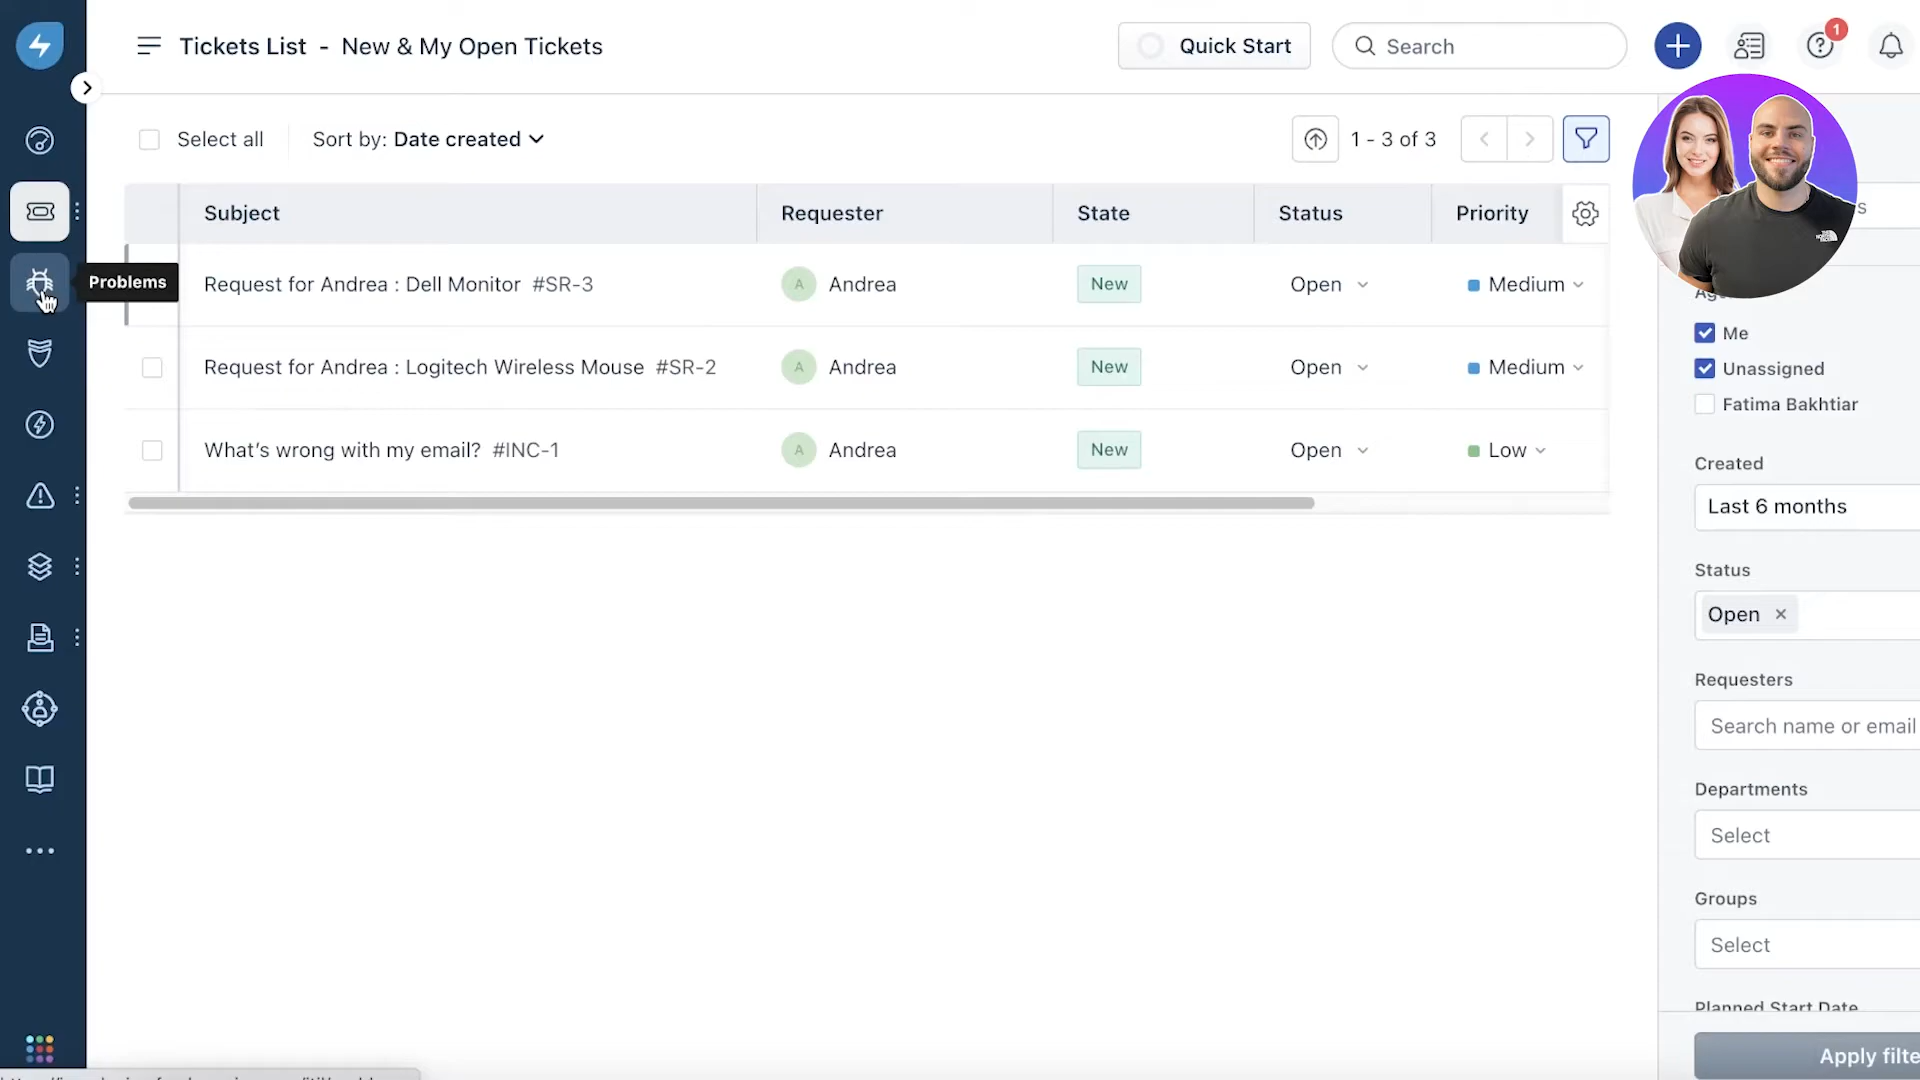 Tickets List - New & My Open Tickets
Quick Start
Search
1
Select all
Sort by: Date created
1 - 3 of 3
Subject
Requester
State
Status
Priority
Problems
Request for Andrea : Dell Monitor #SR-3
A
Andrea
New
Open
Medium
Request for Andrea : Logitech Wireless Mouse #SR-2
A
Andrea
New
Open
Medium
What's wrong with my email? #INC-1
A
Andrea
New
Open
Low
Me
Unassigned
Fatima Bakhtiar
Created
Last 6 months
Status
Open
Requesters
Search name or email
Departments
Select
Groups
Select
Planned Start Date
Apply filte